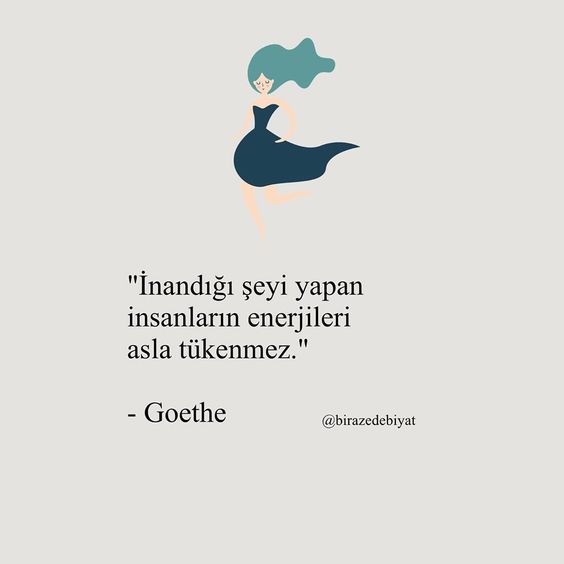 "İnandığı şeyi yapan
insanların enerjileri
asla tükenmez."
- Goethe
@birazedebiyat